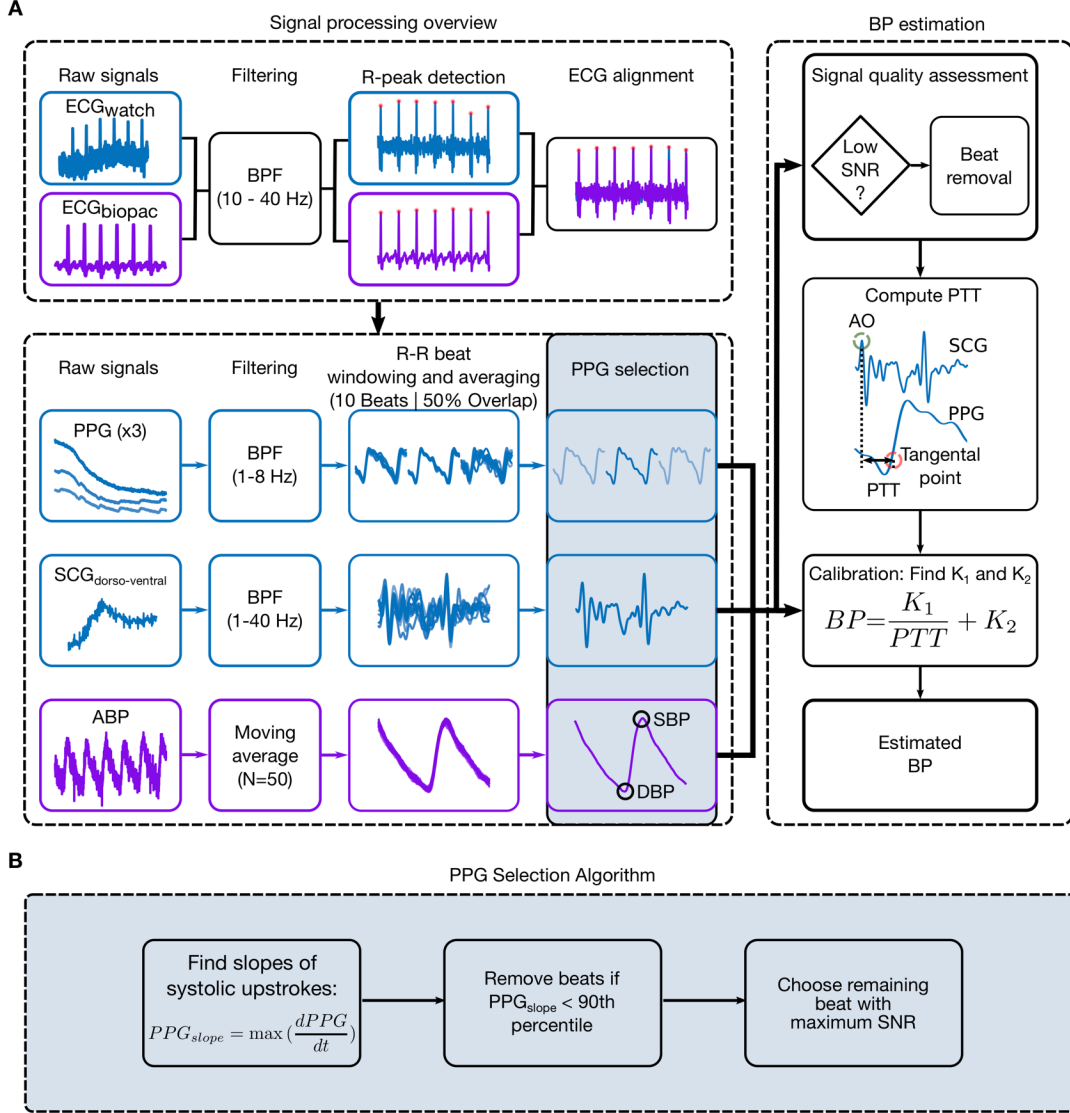 A
Signal processing overview
Raw signals
Filtering
R-peak detection
ECG alignment
ECGwatch
ECGbiopac
BPF
(10 - 40 Hz)
Raw signals
Filtering
R-R beat
windowing and averaging
(10 Beats | 50% Overlap)
PPG selection
PPG (x3)
BPF
(1-8 Hz)
SCGdorso-ventral
BPF
(1-40 Hz)
ABP
Moving
average
(N=50)
SBP
DBP
BP estimation
Signal quality assessment
Low
SNR
?
Beat
removal
Compute PTT
AO
SCG
PPG
Tangental
point
PTT
Calibration: Find K₁ and K₂
BP=K₁/PTT + K₂
Estimated
BP
B
PPG Selection Algorithm
Find slopes of
systolic upstrokes:
PPGslope = max (dPPG/dt)
Remove beats if
PPGslope < 90th
percentile
Choose remaining
beat with
maximum SNR